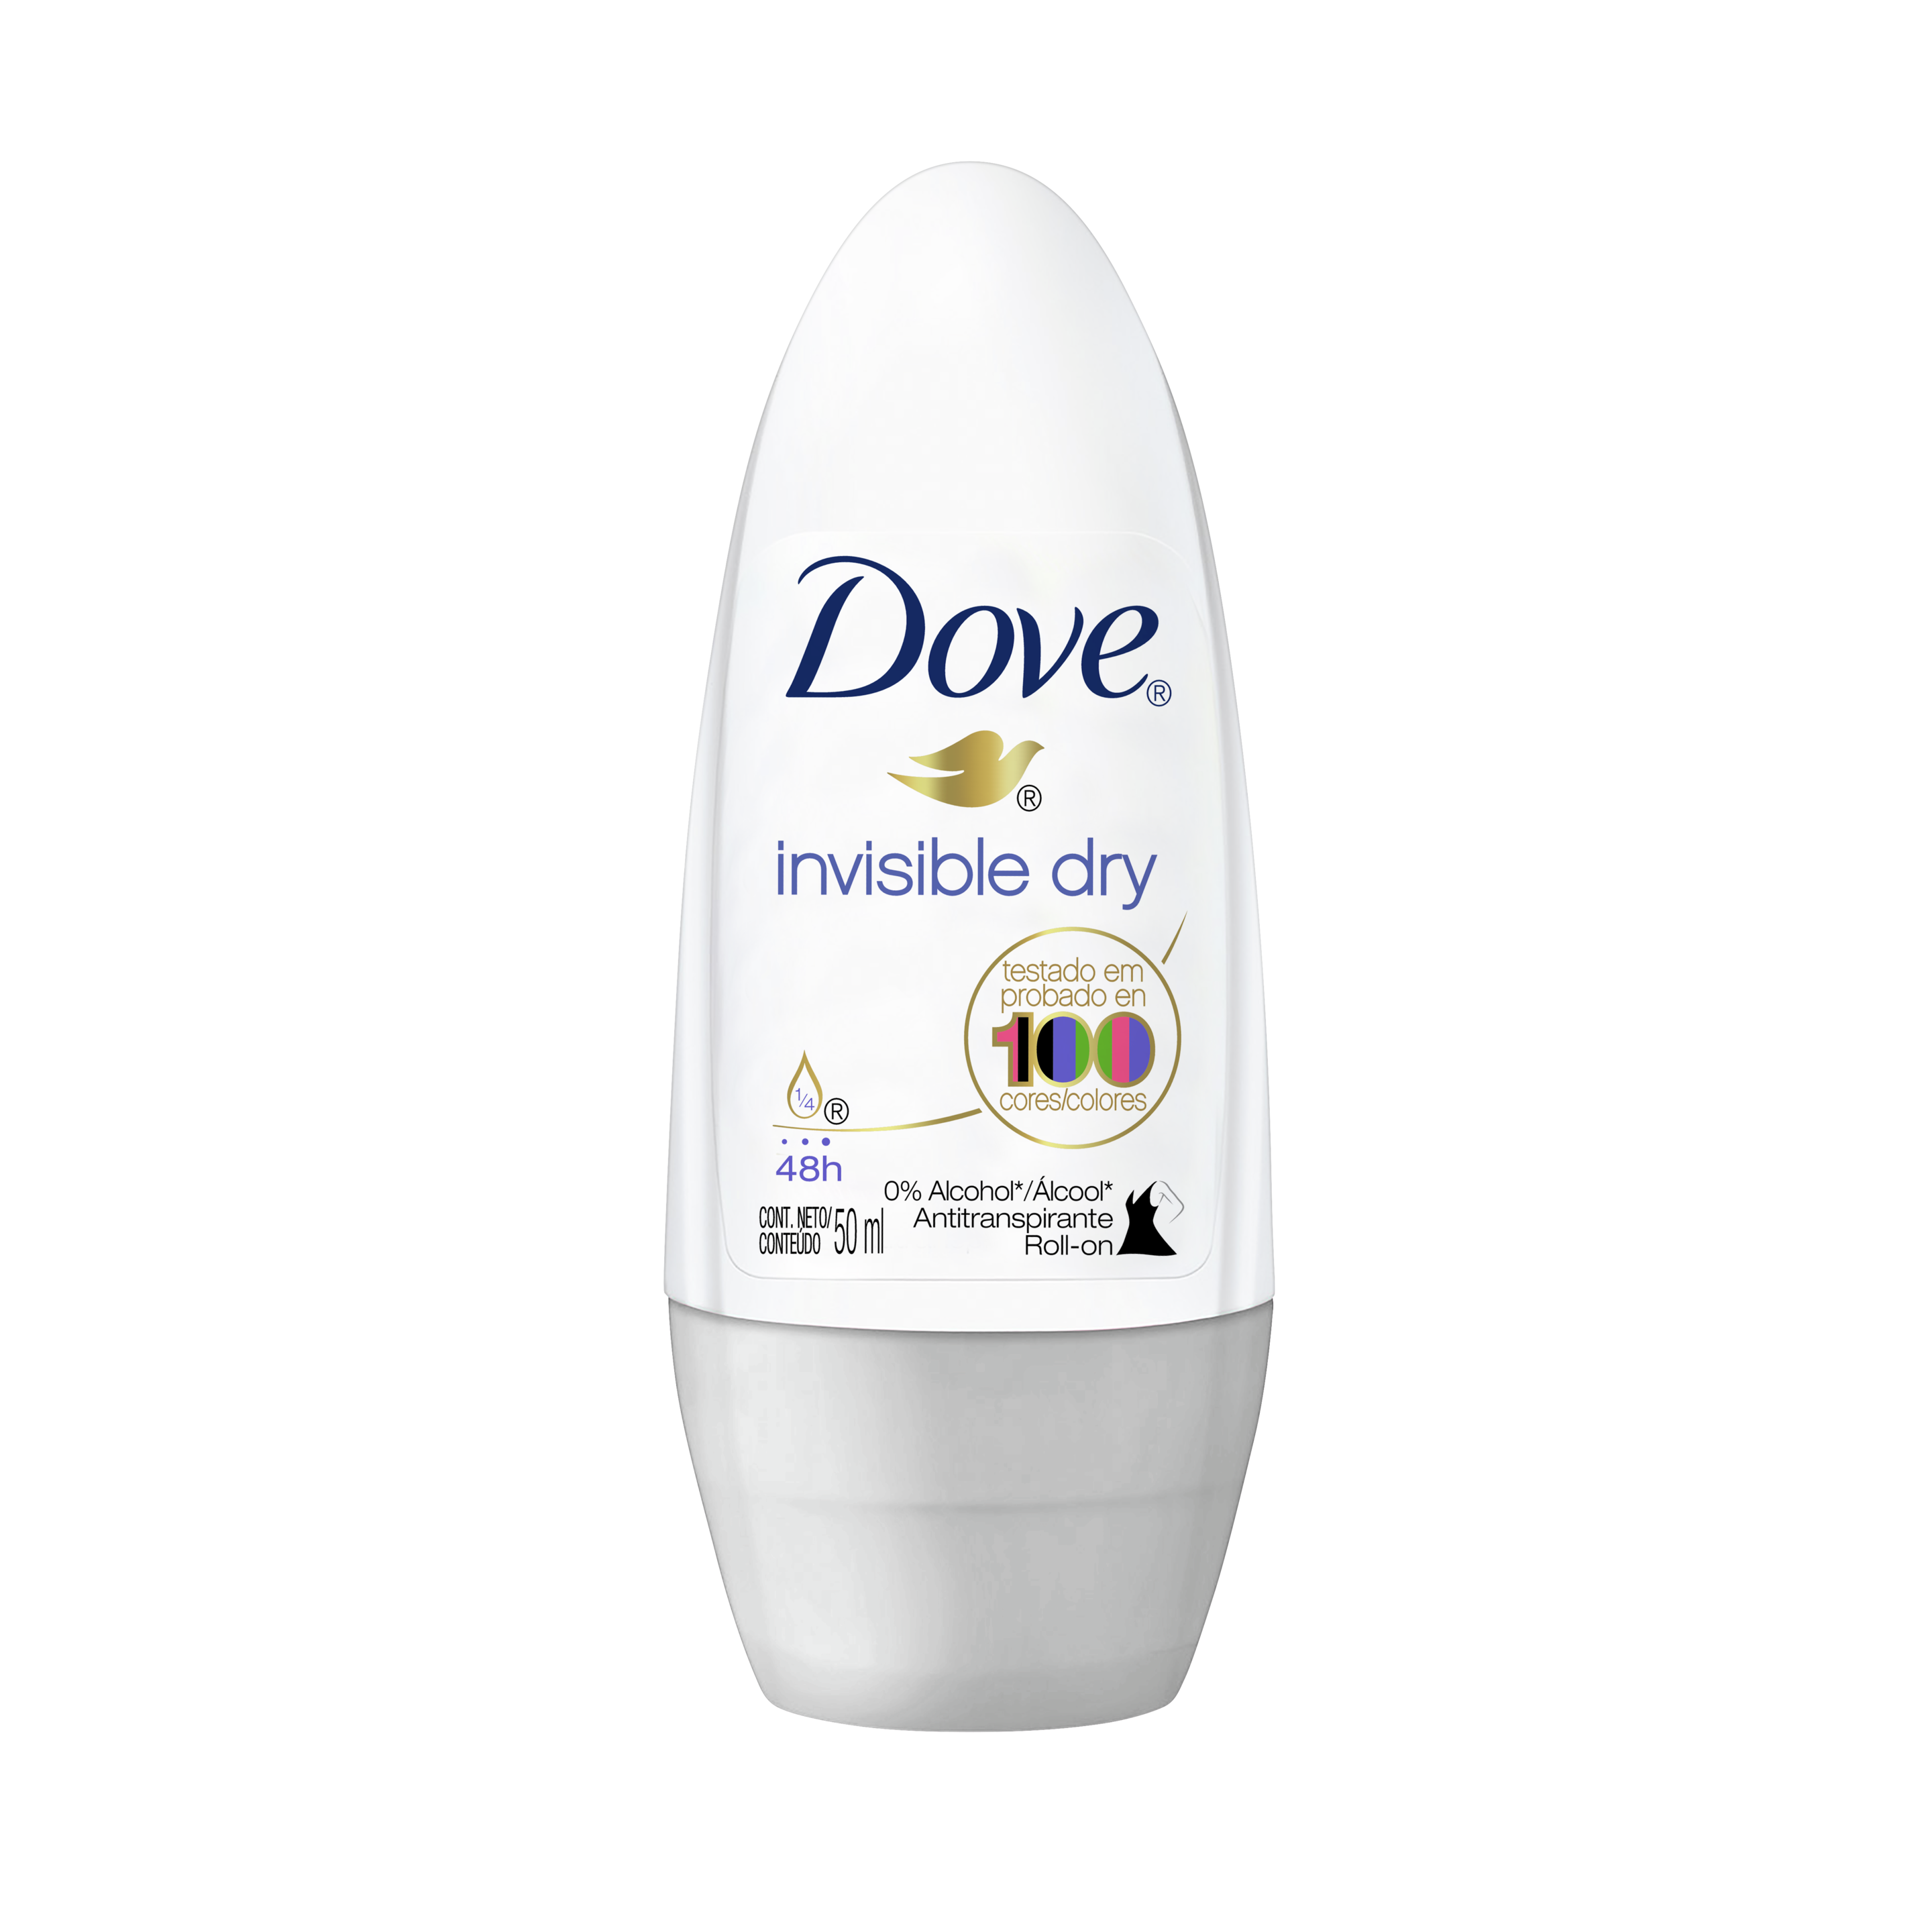 Dove®
®
invisible dry
testado em
probado en
100
cores/colores
1/4 ®
48h
0% Alcohol*/Álcool*
Antitranspirante
Roll-on
CONT. NETO/
CONTEÚDO 50 ml